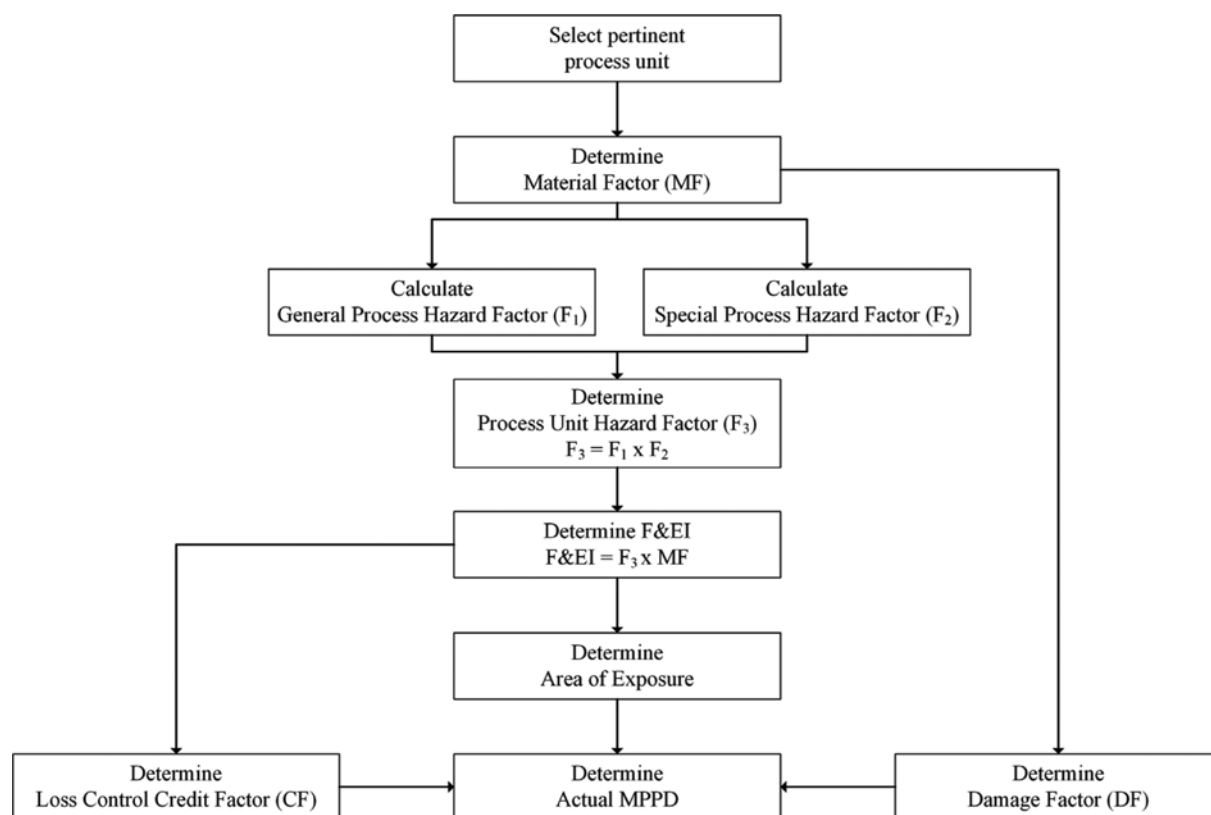 Select pertinent
process unit
Determine
Material Factor (MF)
Calculate
General Process Hazard Factor (F₁)
Calculate
Special Process Hazard Factor (F₂)
Determine
Process Unit Hazard Factor (F₃)
F₃ = F₁ x F₂
Determine F&EI
F&EI = F₃ x MF
Determine
Area of Exposure
Determine
Loss Control Credit Factor (CF)
Determine
Actual MPPD
Determine
Damage Factor (DF)